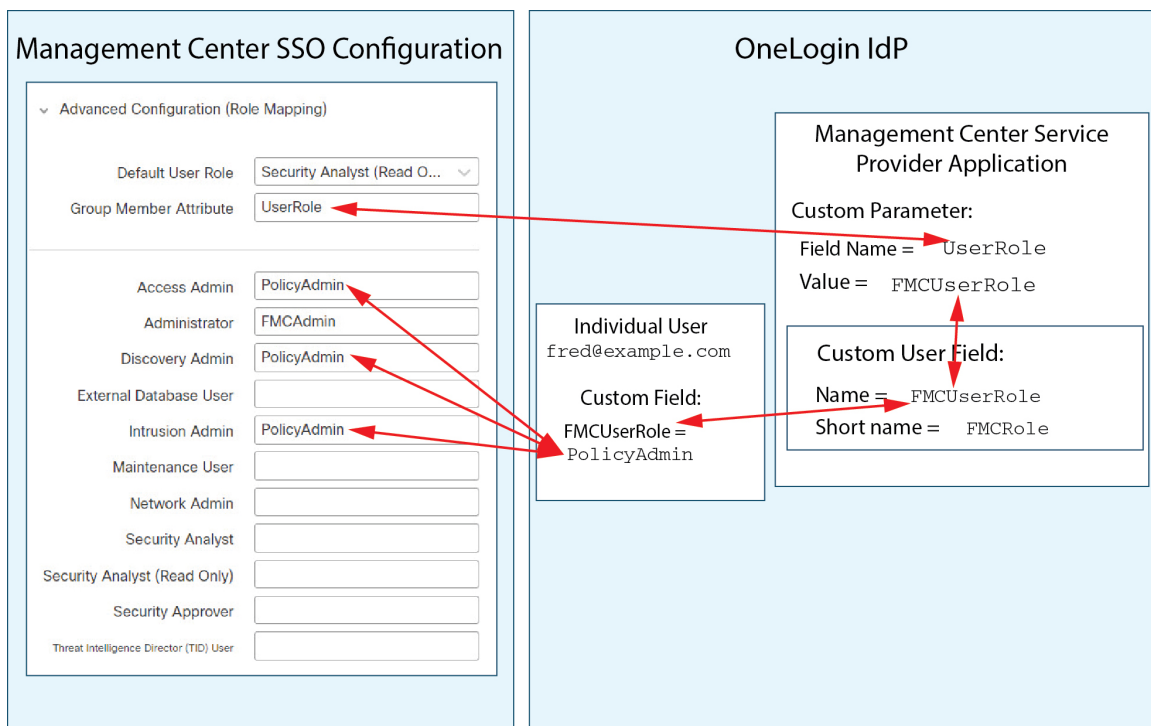 Management Center SSO Configuration
Advanced Configuration (Role Mapping)
Default User Role Security Analyst (Read O...
Group Member Attribute UserRole
Access Admin PolicyAdmin
Administrator FMCAdmin
Discovery Admin PolicyAdmin
External Database User
Intrusion Admin PolicyAdmin
Maintenance User
Network Admin
Security Analyst
Security Analyst (Read Only)
Security Approver
Threat Intelligence Director (TID) User
OneLogin IdP
Individual User
fred@example.com
Custom Field:
FMCUserRole =
PolicyAdmin
Management Center Service
Provider Application
Custom Parameter:
Field Name = UserRole
Value = FMCUserRole
Custom User Field:
Name = FMCUserRole
Short name = FMCRole